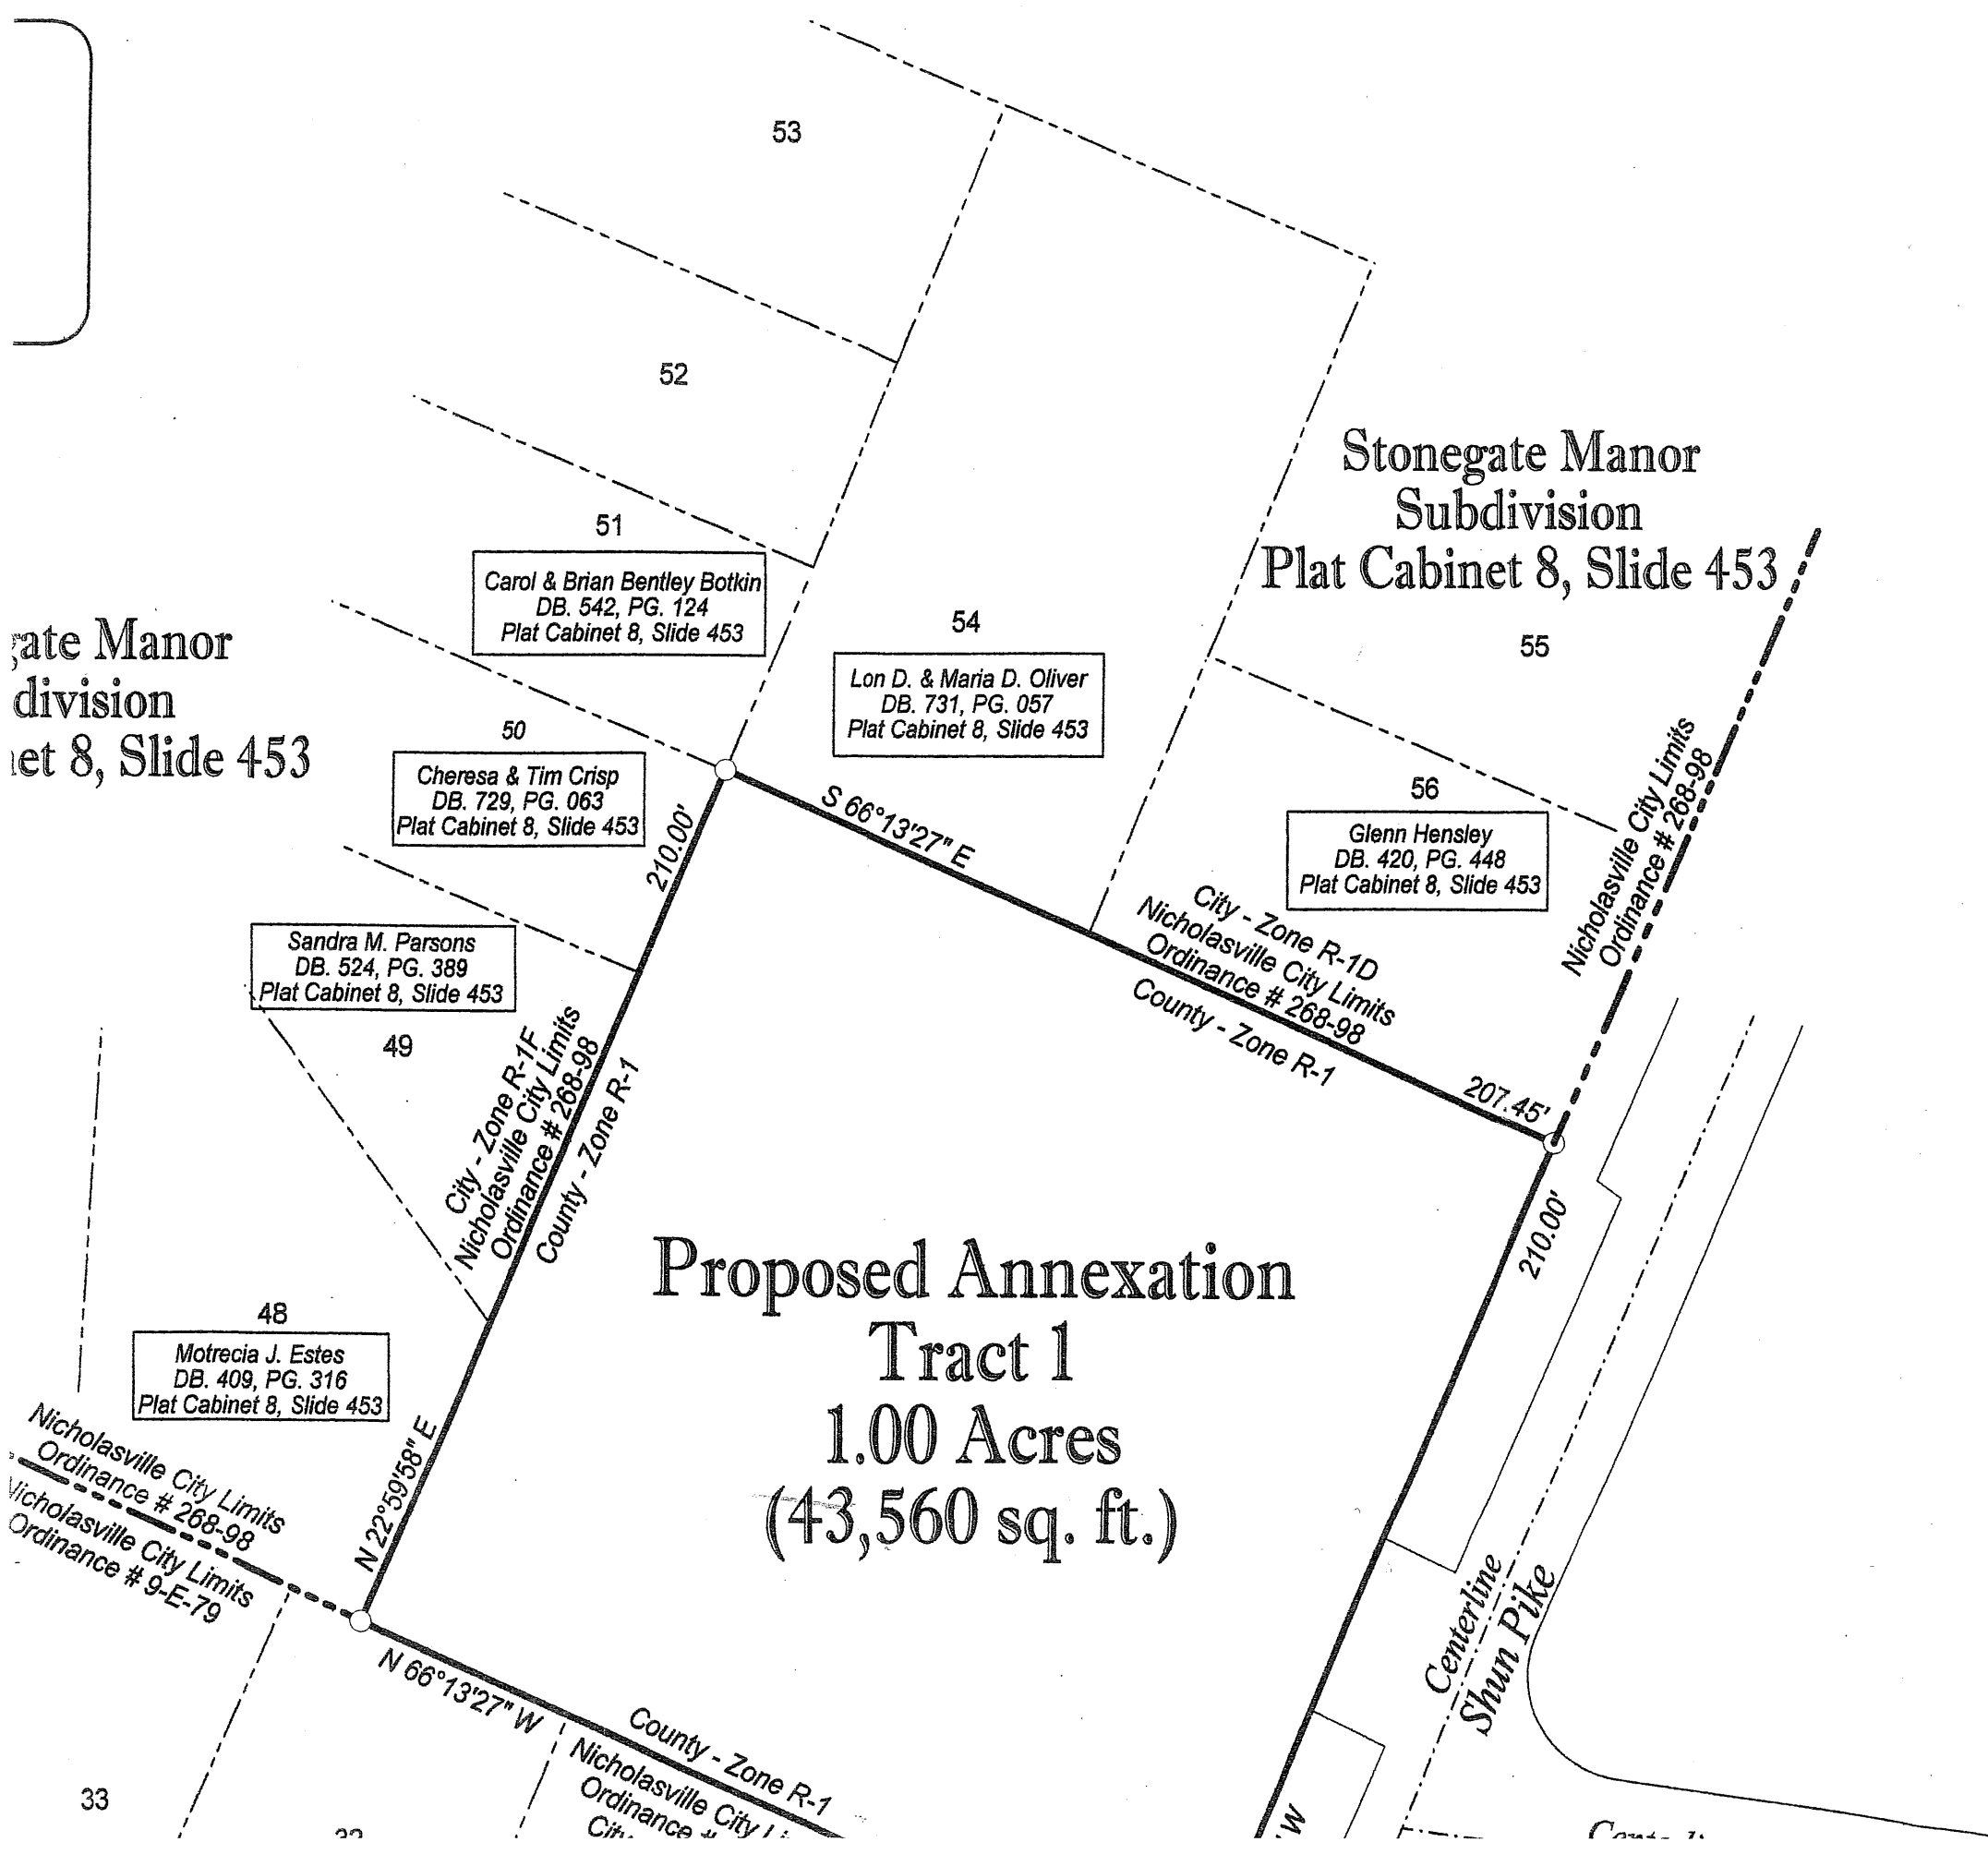 53
52
Stonegate Manor
Subdivision
Plat Cabinet 8, Slide 453
51
Carol & Brian Bentley Botkin
DB. 542, PG. 124
Plat Cabinet 8, Slide 453
54
Lon D. & Maria D. Oliver
DB. 731, PG. 057
Plat Cabinet 8, Slide 453
55
gate Manor
division
et 8, Slide 453
50
Cheresa & Tim Crisp
DB. 729, PG. 063
Plat Cabinet 8, Slide 453
210.00'
S 66°13'27" E
56
Glenn Hensley
DB. 420, PG. 448
Plat Cabinet 8, Slide 453
Nicholasville City Limits
Ordinance # 268-98
City - Zone R-1D
Nicholasville City Limits
Ordinance # 268-98
County - Zone R-1
207.45'
Sandra M. Parsons
DB. 524, PG. 389
Plat Cabinet 8, Slide 453
49
City - Zone R-1F
Nicholasville City Limits
Ordinance # 268-98
County - Zone R-1
210.00'
Proposed Annexation
Tract 1
1.00 Acres
(43,560 sq. ft.)
48
Motrecia J. Estes
DB. 409, PG. 316
Plat Cabinet 8, Slide 453
N 22°59'58" E
Nicholasville City Limits
Ordinance # 268-98
Nicholasville City Limits
Ordinance # 9-E-79
N 66°13'27" W
County - Zone R-1
Nicholasville City Li
Ordinance #
City
Centerline
Shun Pike
33
W